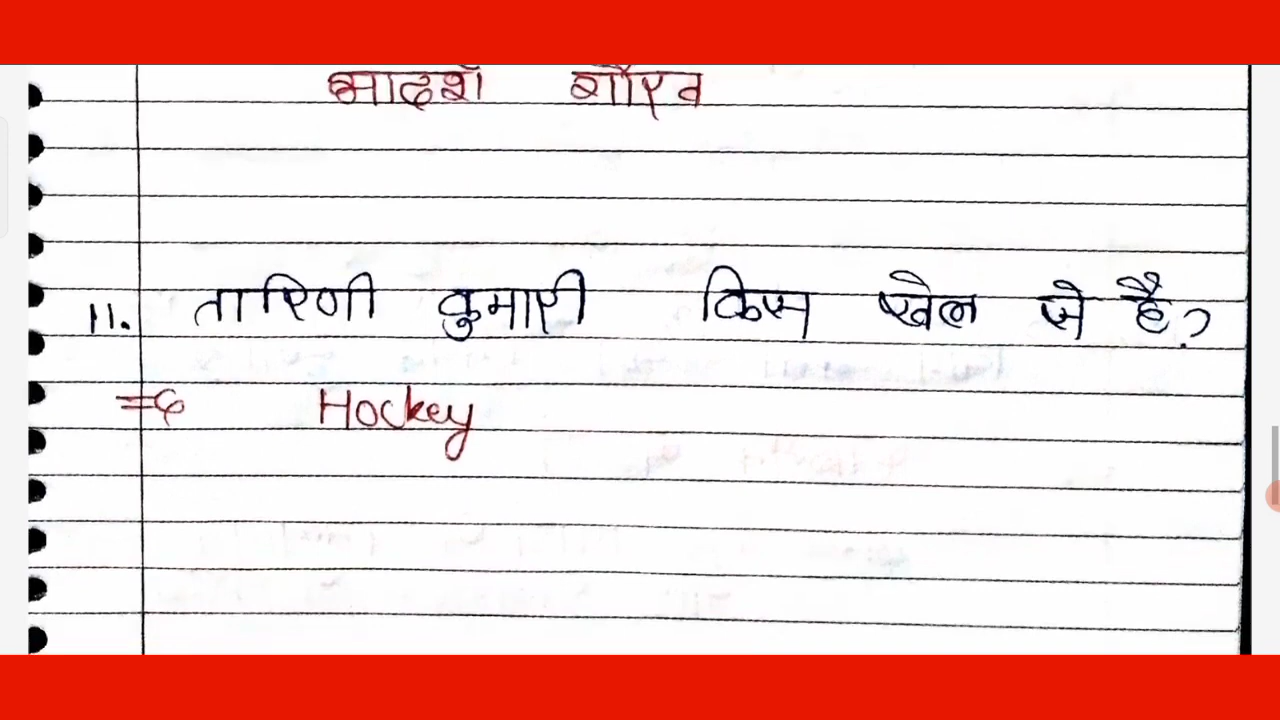 आदर्श गौरव
11. तारिणी कुमारी किस खेल से है?
=> Hockey